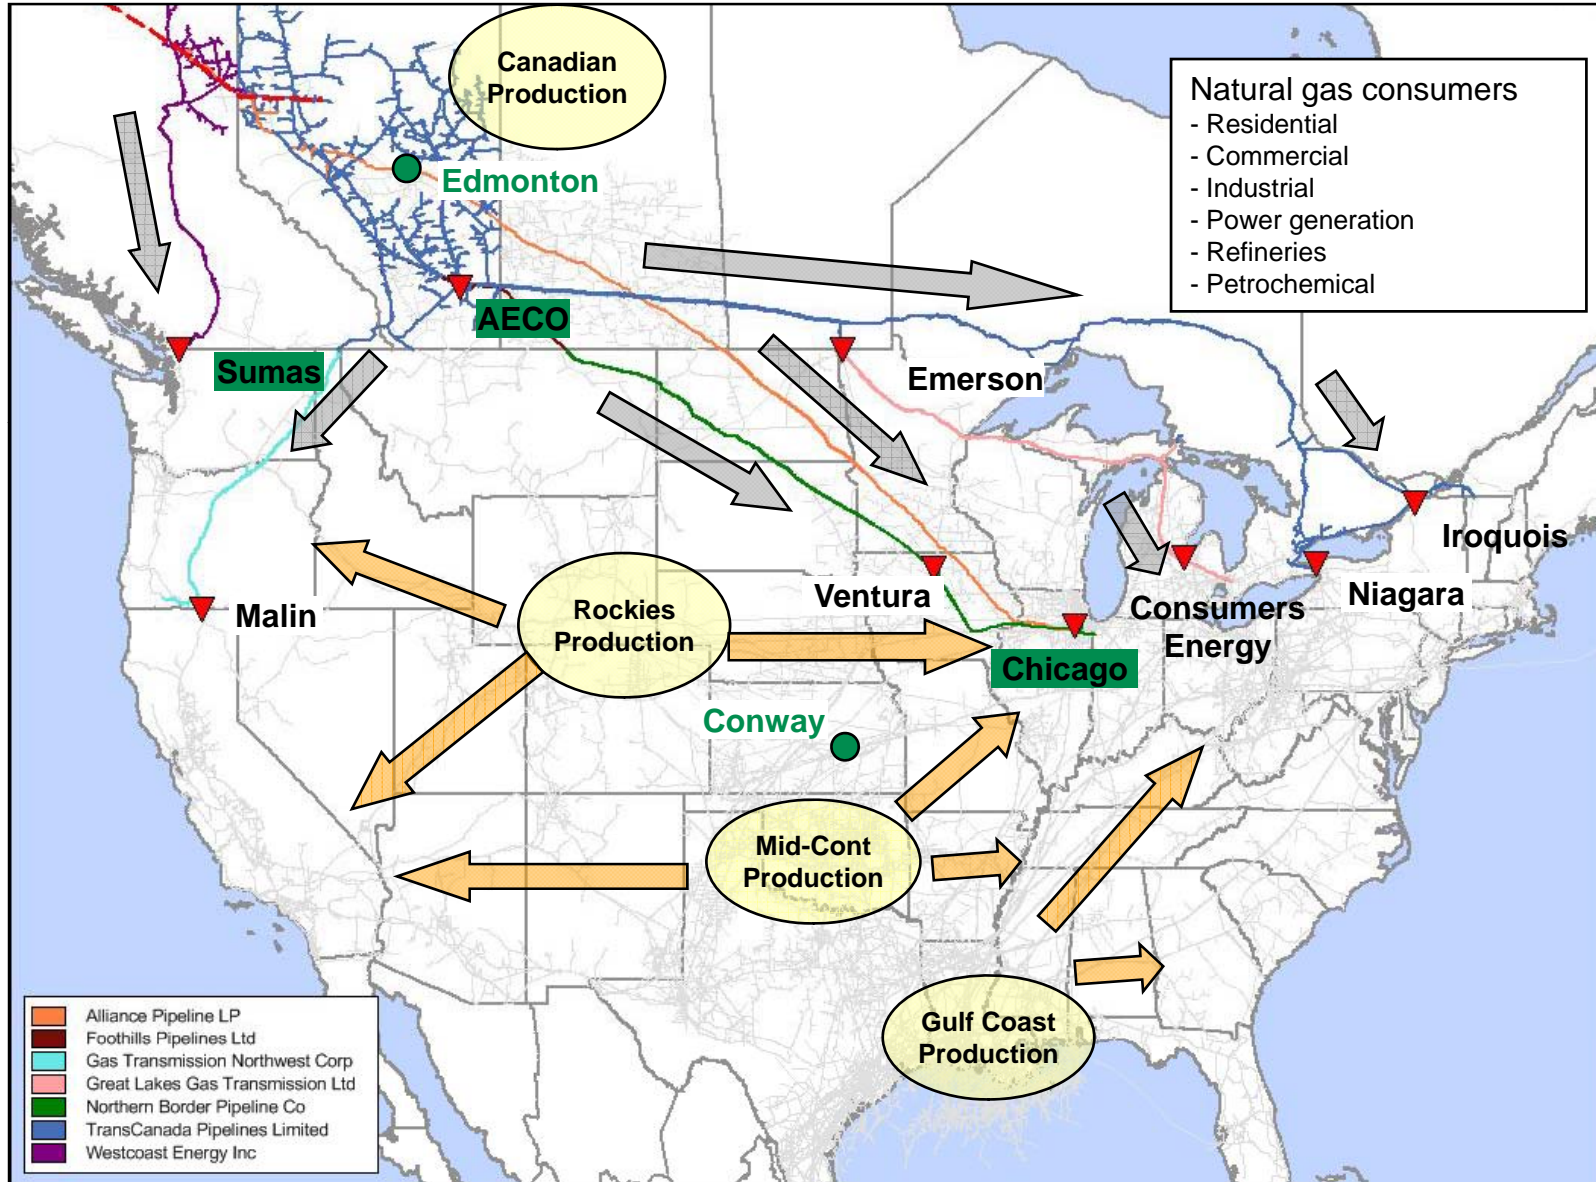 Canadian
Production
Natural gas consumers
- Residential
- Commercial
- Industrial
- Power generation
- Refineries
- Petrochemical
Edmonton
AECO
Sumas
Emerson
Iroquois
Niagara
Consumers
Energy
Ventura
Malin
Rockies
Production
Chicago
Conway
Mid-Cont
Production
Gulf Coast
Production
Alliance Pipeline LP
Foothills Pipelines Ltd
Gas Transmission Northwest Corp
Great Lakes Gas Transmission Ltd
Northern Border Pipeline Co
TransCanada Pipelines Limited
Westcoast Energy Inc